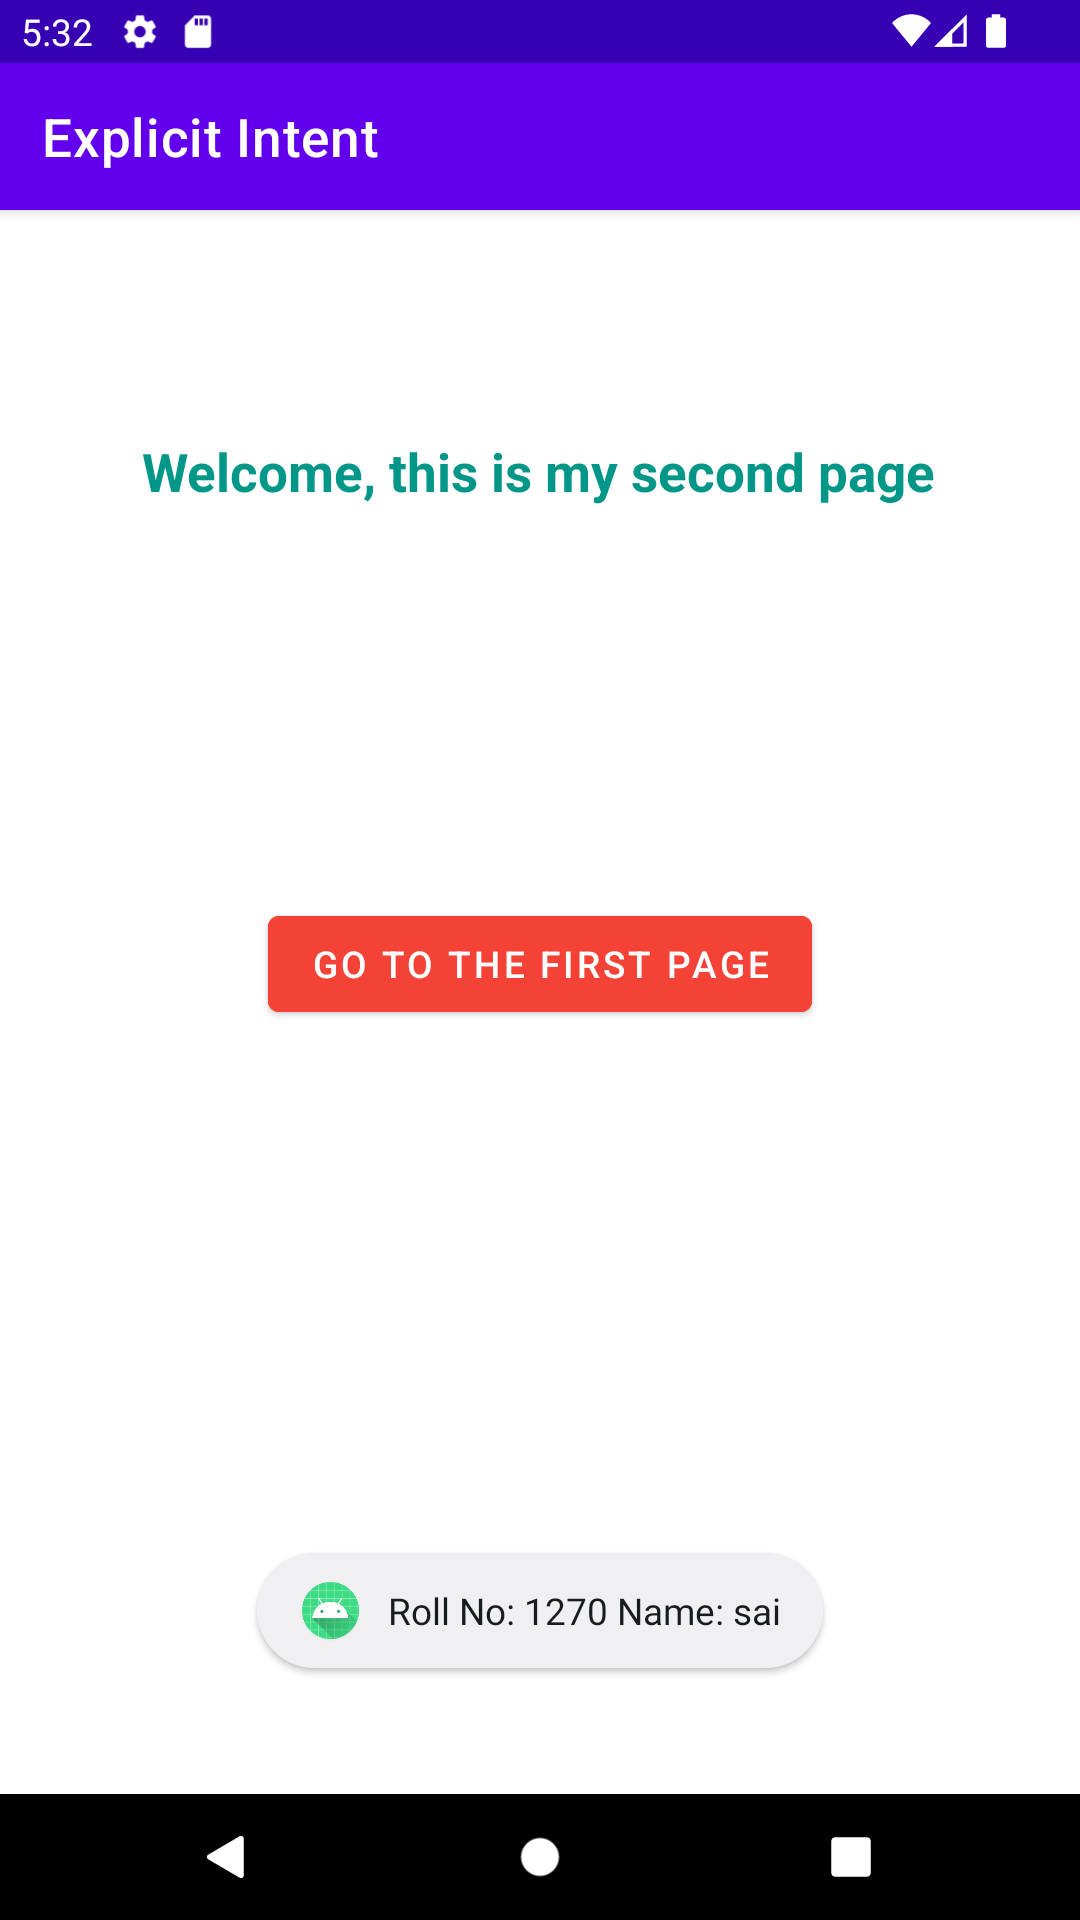 5:32
Explicit Intent
Welcome, this is my second page
GO TO THE FIRST PAGE
Roll No: 1270 Name: sai